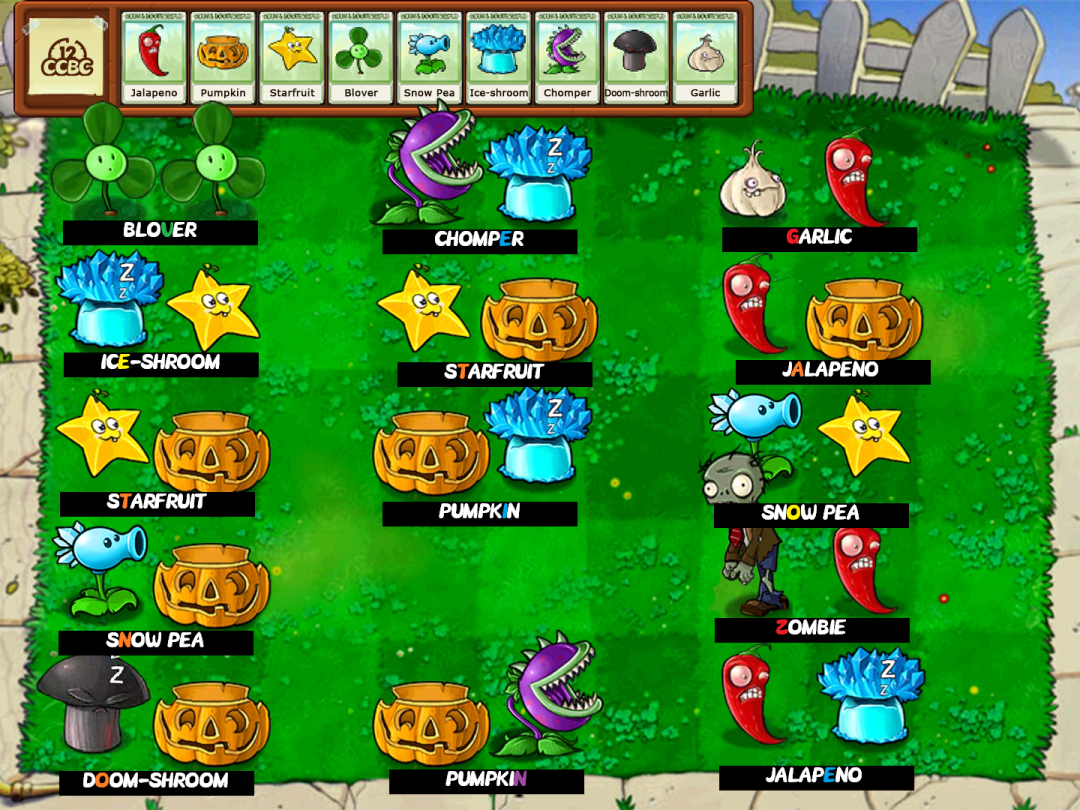 12
CCBC
Jalapeno
Pumpkin
Starfruit
Blover
Snow Pea
Ice-shroom
Chomper
Doom-shroom
Garlic
Z
Z
BLOVER
CHOMPER
GARLIC
Z
Z
ICE-SHROOM
STARFRUIT
JALAPENO
Z
Z
STARFRUIT
PUMPKIN
SNOW PEA
SNOW PEA
ZOMBIE
Z
Z
Z
DOOM-SHROOM
PUMPKIN
JALAPENO